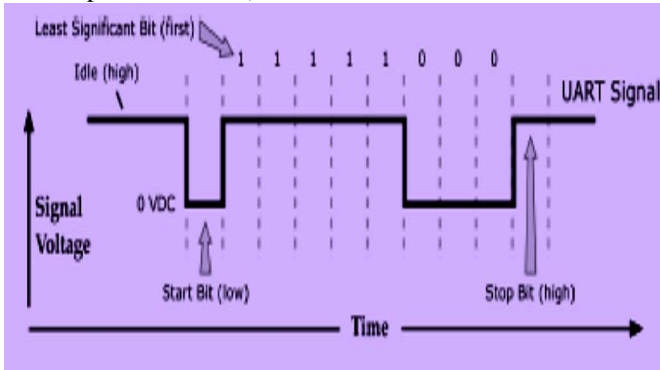 Least Significant Bit (first)
1 1 1 1 1 0 0 0
Idle (high)
UART Signal
0 VDC
Signal
Voltage
Start Bit (low)
Stop Bit (high)
Time